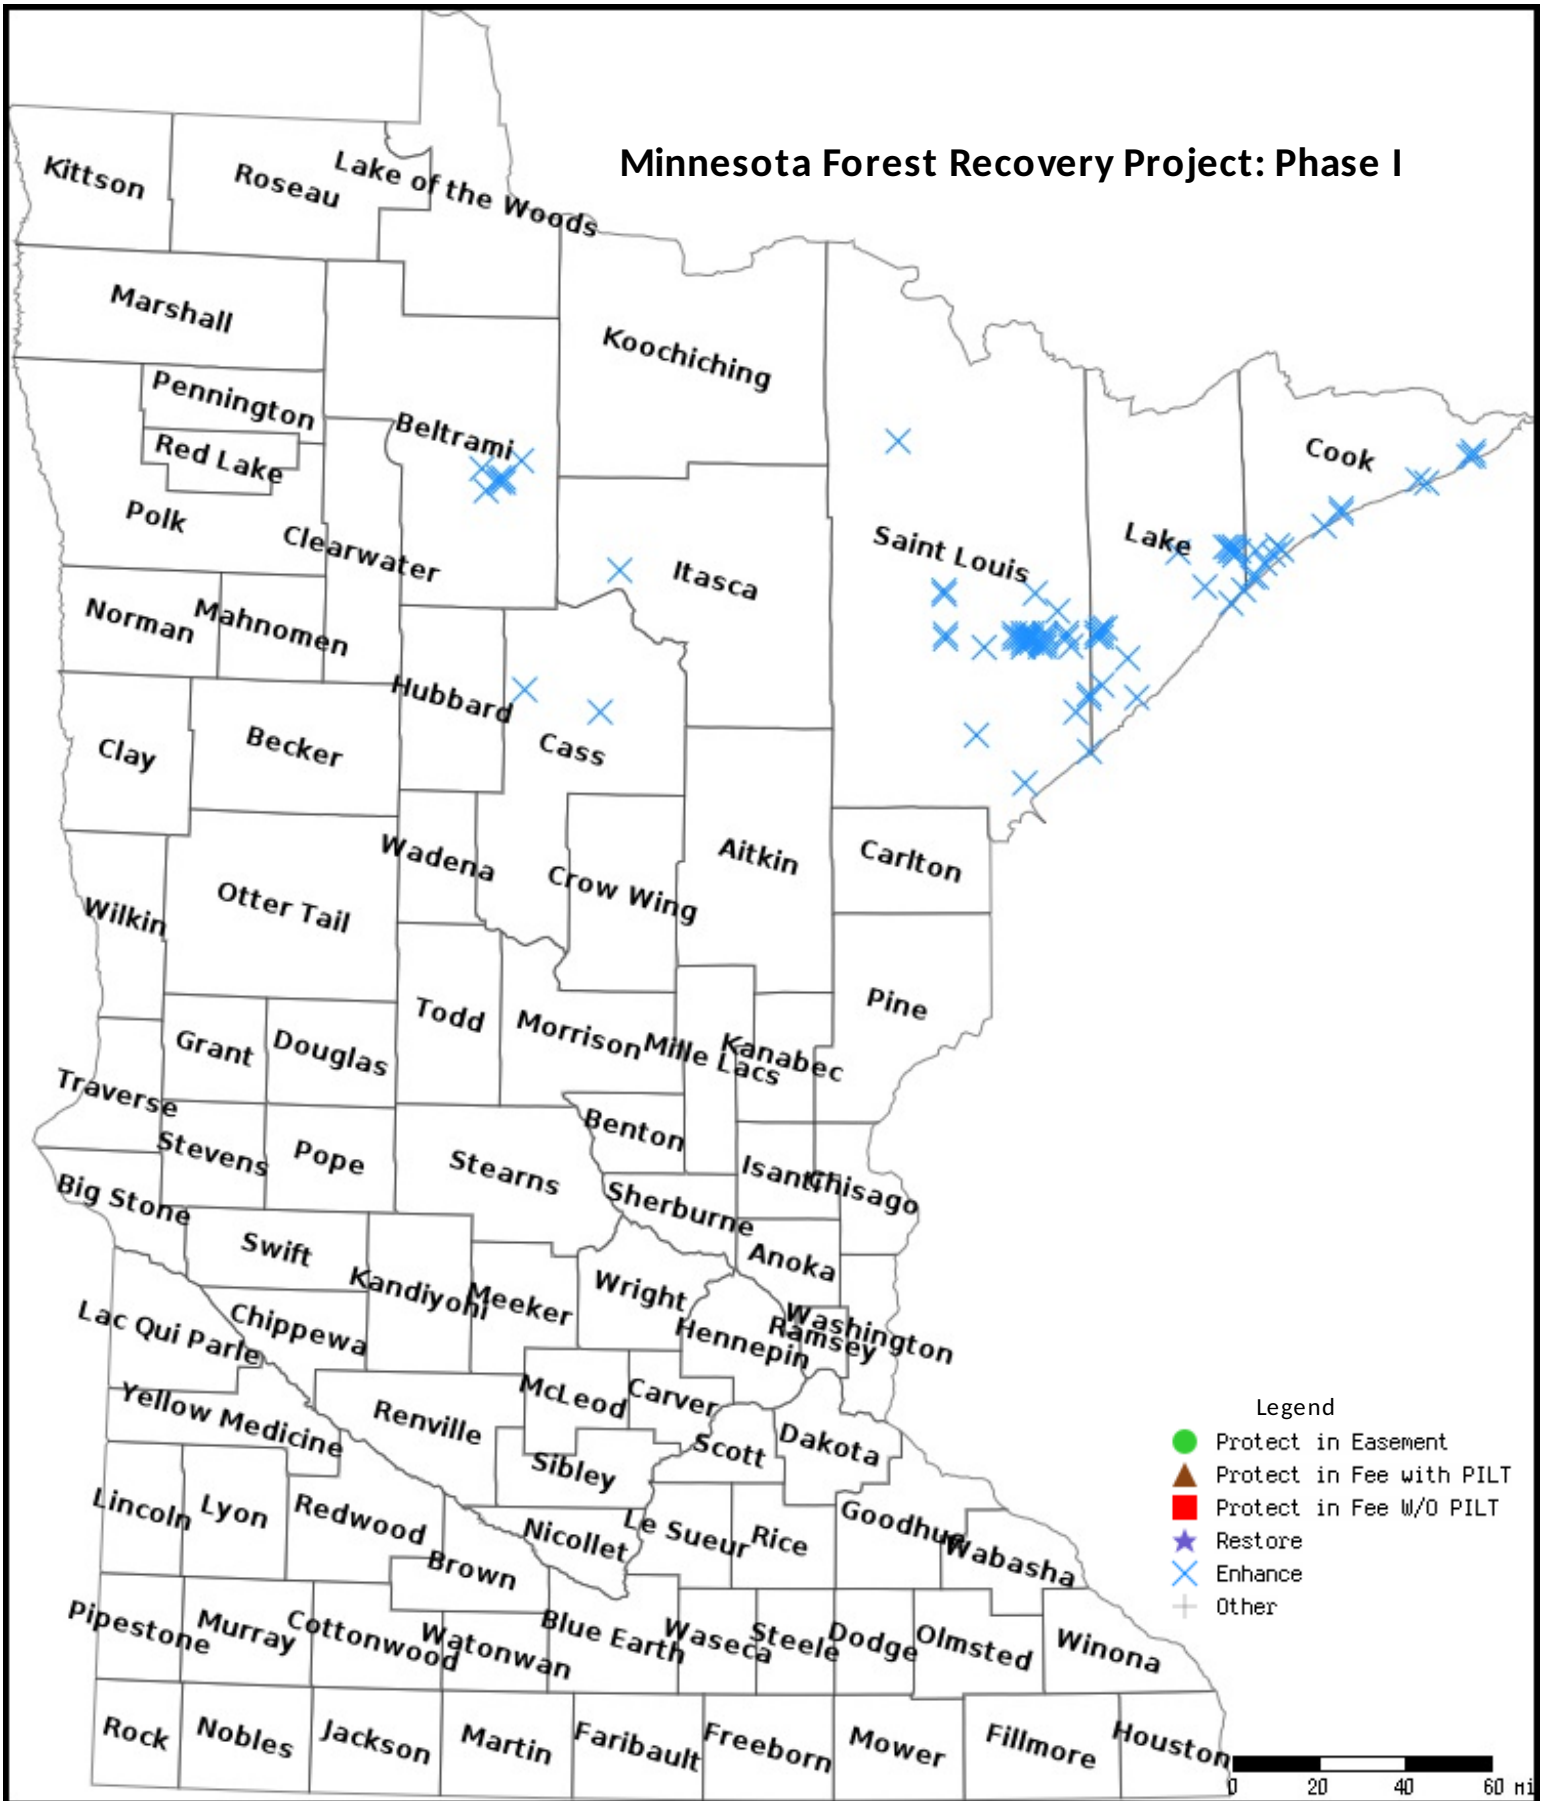 Minnesota Forest Recovery Project: Phase I
Kittson
Roseau
Lake of the Woods
Marshall
Koochiching
Pennington
Beltrami
Red Lake
Cook
Polk
Clearwater
Saint Louis
Lake
Itasca
Norman
Mahnomen
Hubbard
Clay
Becker
Cass
Wadena
Crow Wing
Aitkin
Carlton
Wilkin
Otter Tail
Pine
Todd
Morrison
Mille Lacs
Kanabec
Grant
Douglas
Traverse
Stevens
Pope
Stearns
Benton
Isanti
Chisago
Big Stone
Sherburne
Swift
Anoka
Kandiyohi
Meeker
Wright
Lac Qui Parle
Chippewa
Hennepin
Ramsey
Washington
Yellow Medicine
Renville
McLeod
Carver
Scott
Dakota
Sibley
Lincoln
Lyon
Redwood
Nicollet
Le Sueur
Rice
Goodhue
Wabasha
Brown
Pipestone
Murray
Cottonwood
Watonwan
Blue Earth
Waseca
Steele
Dodge
Olmsted
Winona
Rock
Nobles
Jackson
Martin
Faribault
Freeborn
Mower
Fillmore
Houston
Legend
Protect in Easement
Protect in Fee with PILT
Protect in Fee W/O PILT
Restore
Enhance
Other
0 20 40 60 mi